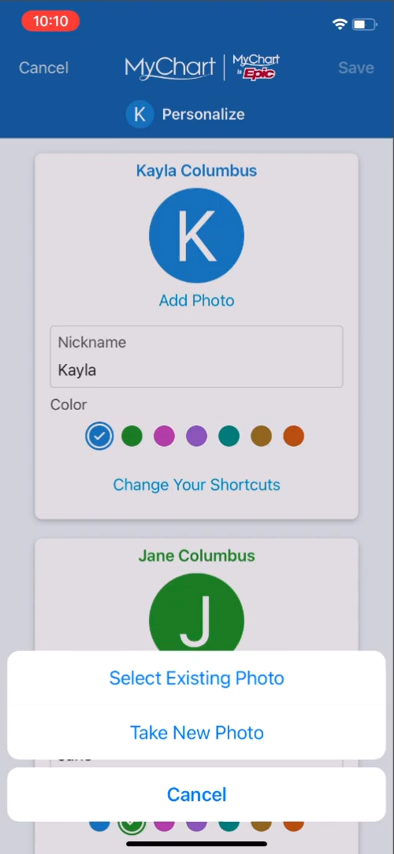 10:10
Cancel
MyChart
MyChart
by Epic
Save
K Personalize
Kayla Columbus
K
Add Photo
Nickname
Kayla
Color
Change Your Shortcuts
Jane Columbus
J
Select Existing Photo
Take New Photo
Cancel